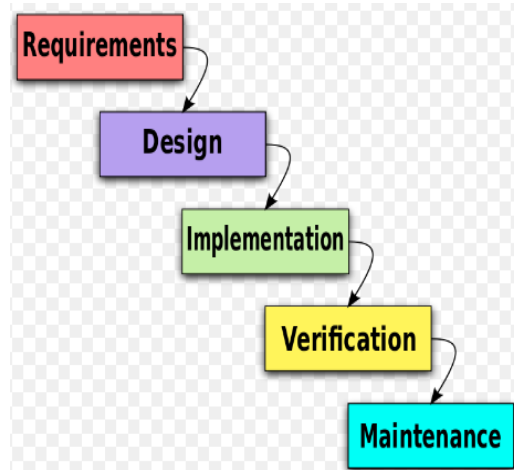 Requirements
Design
Implementation
Verification
Maintenance